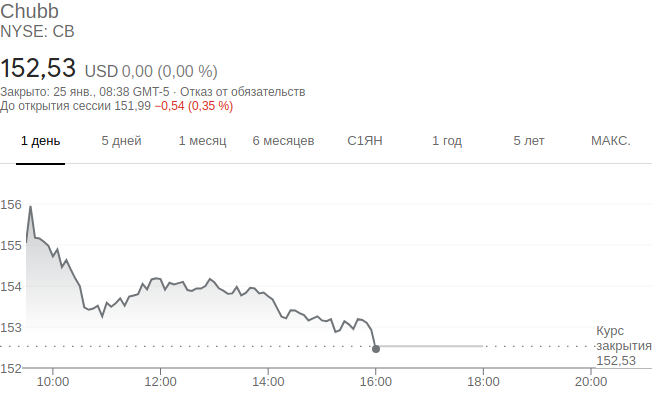 Chubb
NYSE: CB
152,53 USD 0,00 (0,00 %)
Закрыто: 25 янв., 08:38 GMT-5 · Отказ от обязательств
До открытия сессии 151,99 −0,54 (0,35 %)
1 день 5 дней 1 месяц 6 месяцев С1ЯН 1 год 5 лет МАКС.
156
155
154
153
Курс
закрытия
152,53
152
10:00 12:00 14:00 16:00 18:00 20:00